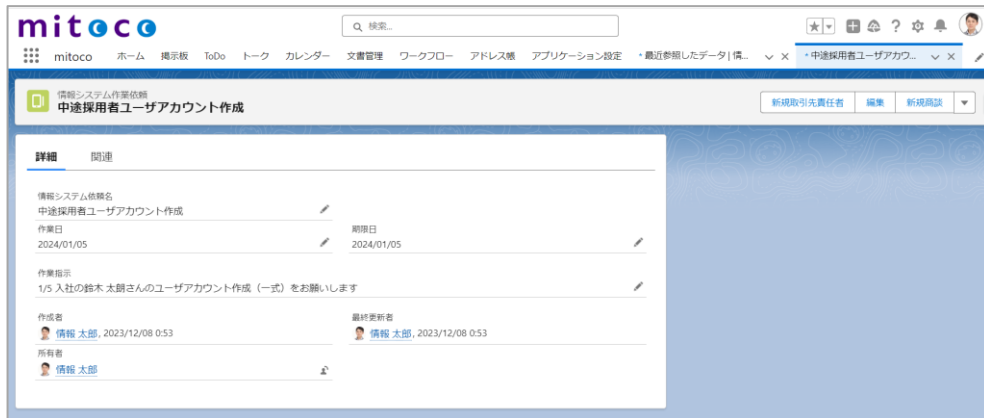 mitoco
検索...
mitoco ホーム 掲示板 ToDo トーク カレンダー 文書管理 ワークフロー アドレス帳 アプリケーション設定 * 最近参照したデータ | 情... * 中途採用者ユーザアカウ...
情報システム作業依頼
中途採用者ユーザアカウント作成
新規取引先責任者 編集 新規商談
詳細 関連
情報システム依頼名
中途採用者ユーザアカウント作成
作業日 期限日
2024/01/05 2024/01/05
作業指示
1/5 入社の鈴木 太朗さんのユーザアカウント作成（一式）をお願いします
作成者 最終更新者
情報 太郎, 2023/12/08 0:53 情報 太郎, 2023/12/08 0:53
所有者
情報 太郎